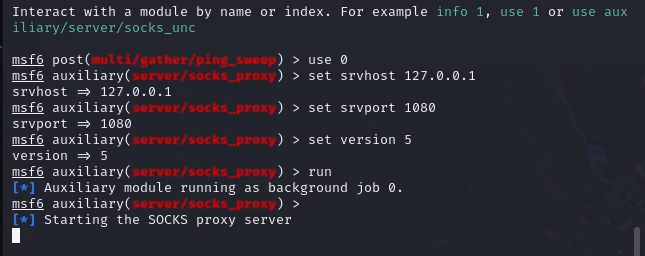 Interact with a module by name or index. For example info 1, use 1 or use aux
iliary/server/socks_unc
msf6 post(multi/gather/ping_sweep) > use 0
msf6 auxiliary(server/socks_proxy) > set srvhost 127.0.0.1
srvhost => 127.0.0.1
msf6 auxiliary(server/socks_proxy) > set srvport 1080
srvport => 1080
msf6 auxiliary(server/socks_proxy) > set version 5
version => 5
msf6 auxiliary(server/socks_proxy) > run
[*] Auxiliary module running as background job 0.
msf6 auxiliary(server/socks_proxy) >
[*] Starting the SOCKS proxy server